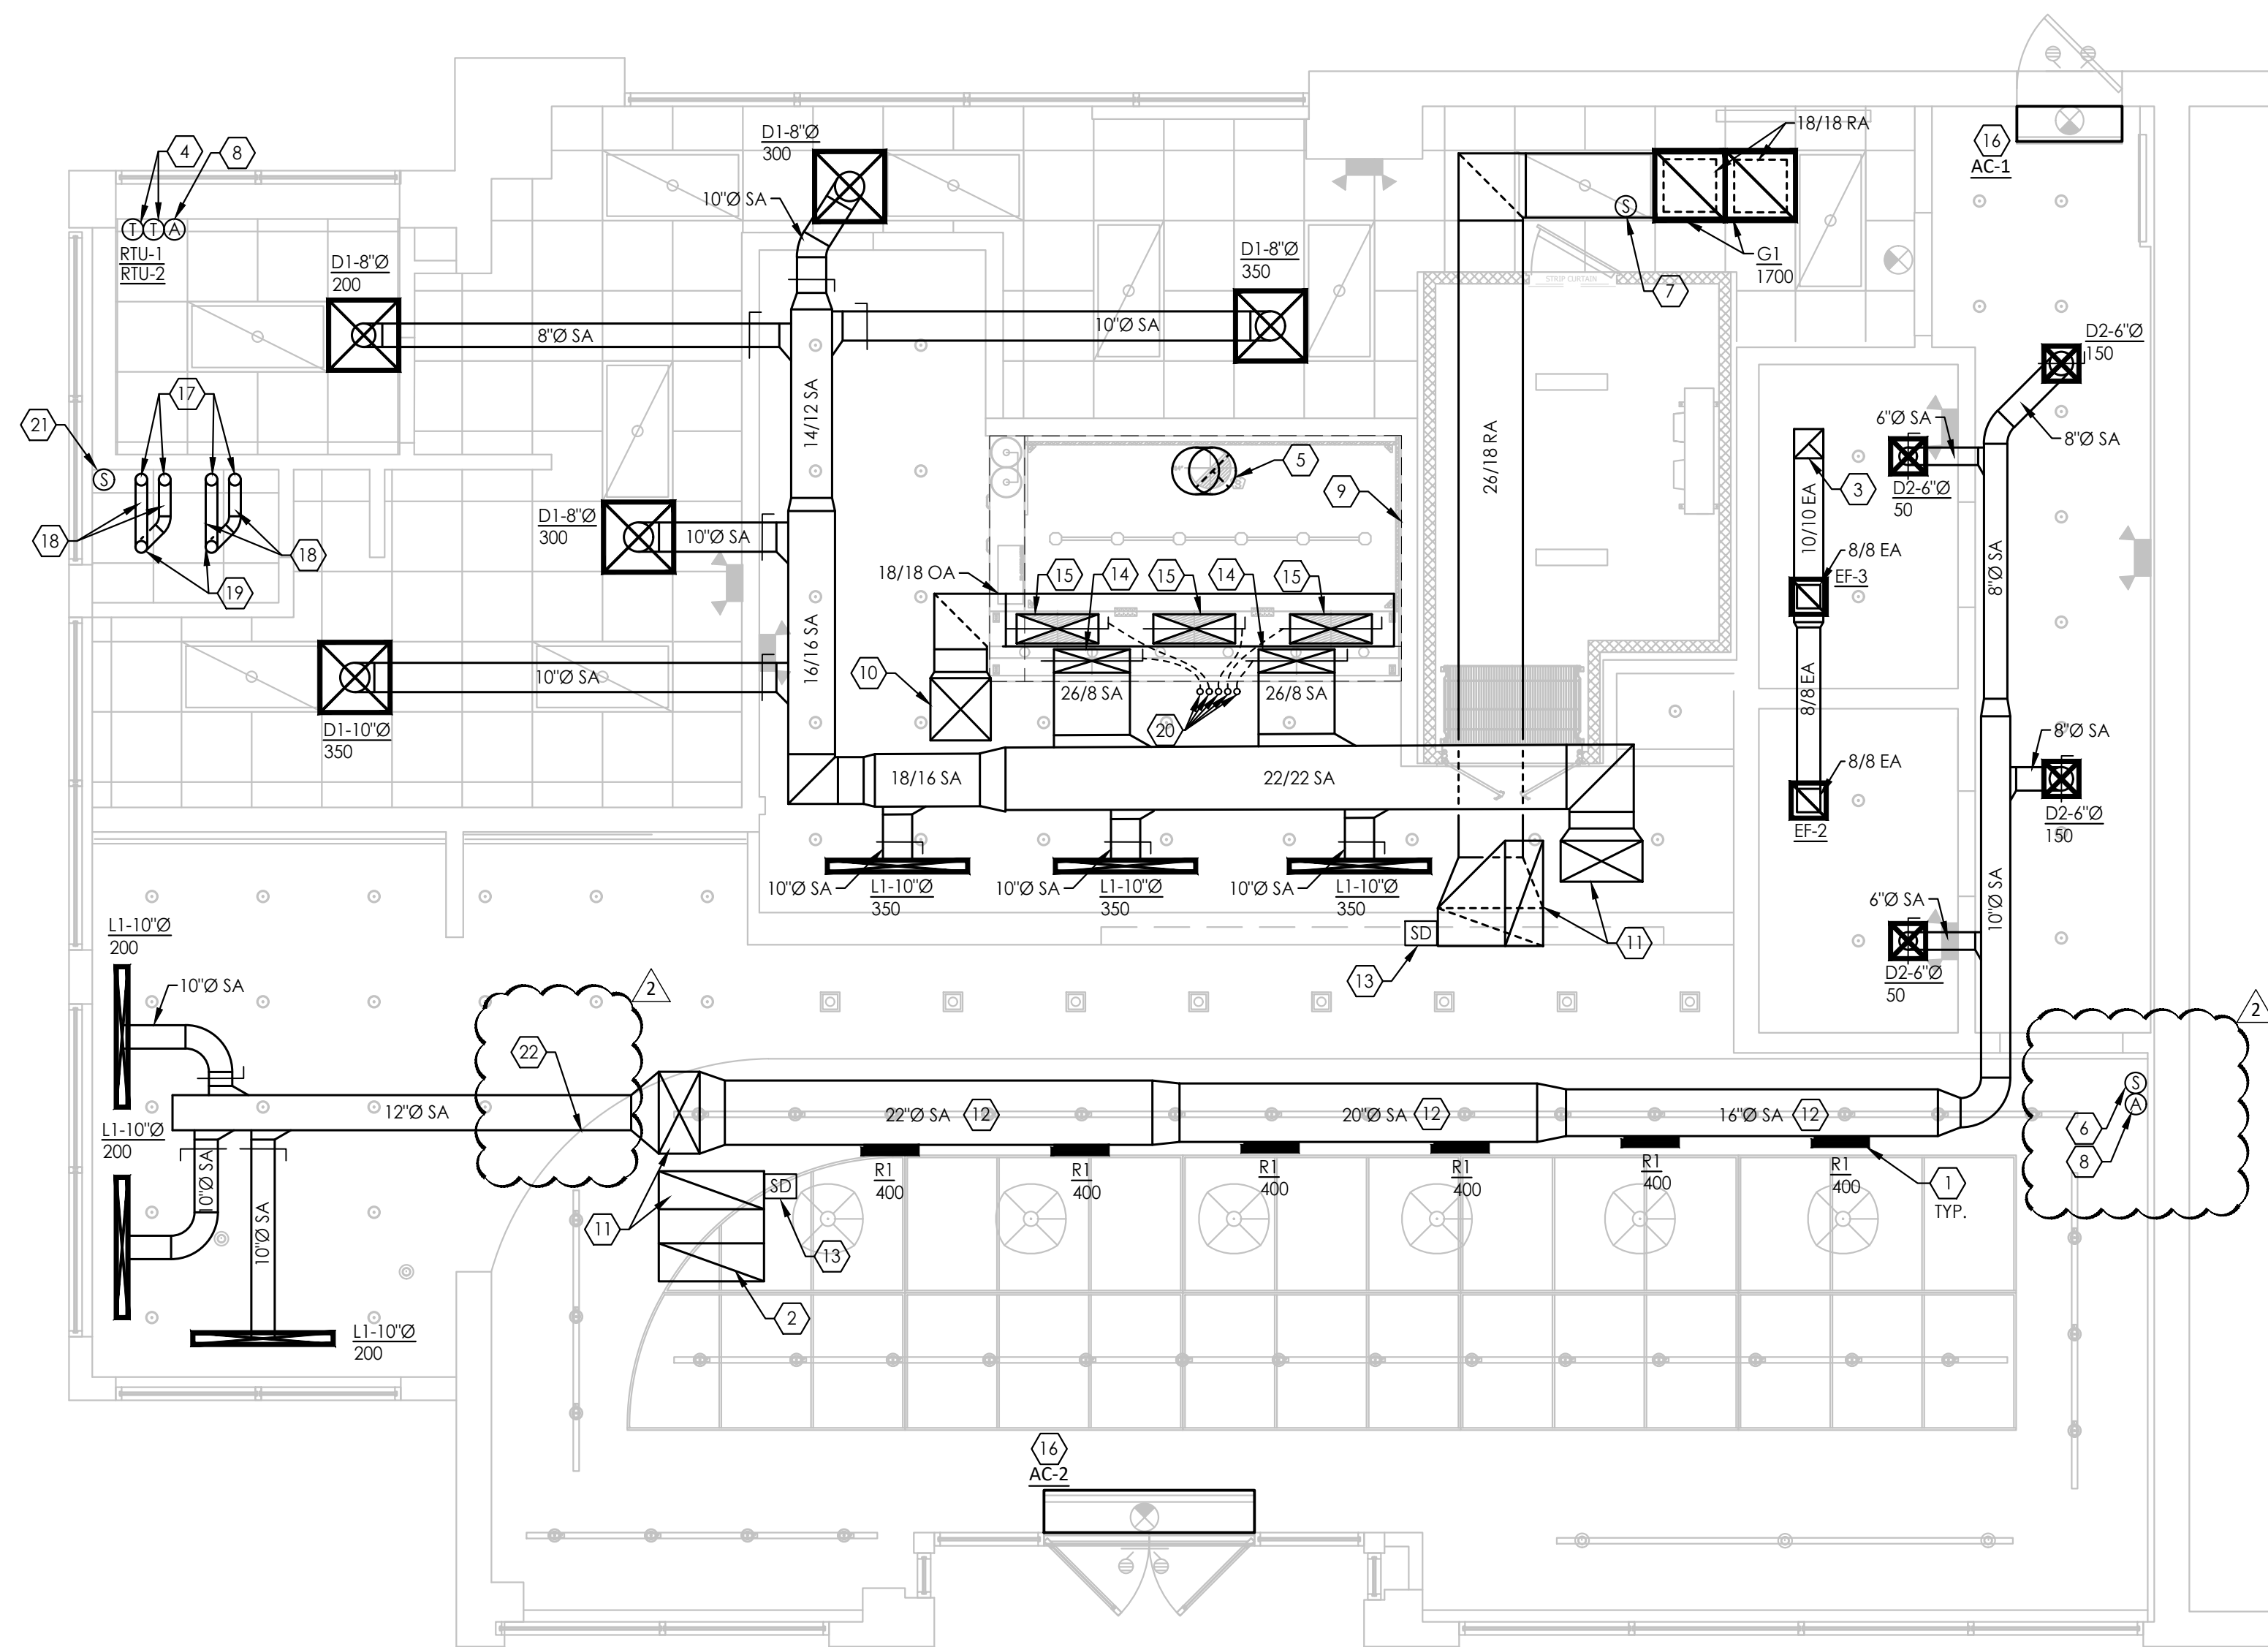 D1-8"Ø
300
18/18 RA
16
AC-1
4
8
10"Ø SA
T
T
A
RTU-1
RTU-2
S
D1-8"Ø
200
D1-8"Ø
350
G1
1700
STRIP CURTAIN
7
8"Ø SA
10"Ø SA
D2-6"Ø
150
17
14/12 SA
26/18 RA
6"Ø SA
8"Ø SA
21
S
5
9
3
D2-6"Ø
50
D1-8"Ø
300
10"Ø SA
10/10 EA
18
18
19
8/8 EA
EF-3
8"Ø SA
18/18 OA
15
14
15
14
15
16/16 SA
10
10"Ø SA
26/8 SA
26/8 SA
8/8 EA
20
D1-10"Ø
350
8"Ø SA
18/16 SA
22/22 SA
8/8 EA
D2-6"Ø
150
EF-2
10"Ø SA
L1-10"Ø
350
10"Ø SA
L1-10"Ø
350
10"Ø SA
L1-10"Ø
350
6"Ø SA
10"Ø SA
L1-10"Ø
200
SD
11
13
D2-6"Ø
50
10"Ø SA
2
2
22
12"Ø SA
22"Ø SA
12
20"Ø SA
12
16"Ø SA
12
S
A
6
8
L1-10"Ø
200
10"Ø SA
10"Ø SA
R1
400
R1
400
R1
400
R1
400
R1
400
R1
400
1
TYP.
SD
11
13
2
L1-10"Ø
200
16
AC-2